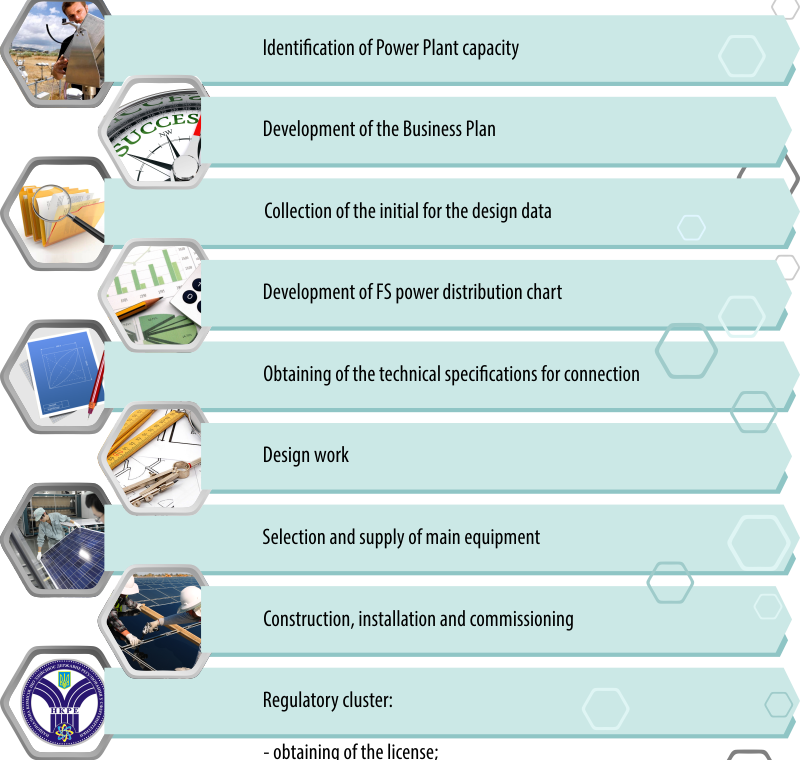 Identification of Power Plant capacity
SUCCESS
NW
Development of the Business Plan
Collection of the initial for the design data
Development of FS power distribution chart
Obtaining of the technical specifications for connection
Design work
Selection and supply of main equipment
Construction, installation and commissioning
НКРЕ
Regulatory cluster:
- obtaining of the license;